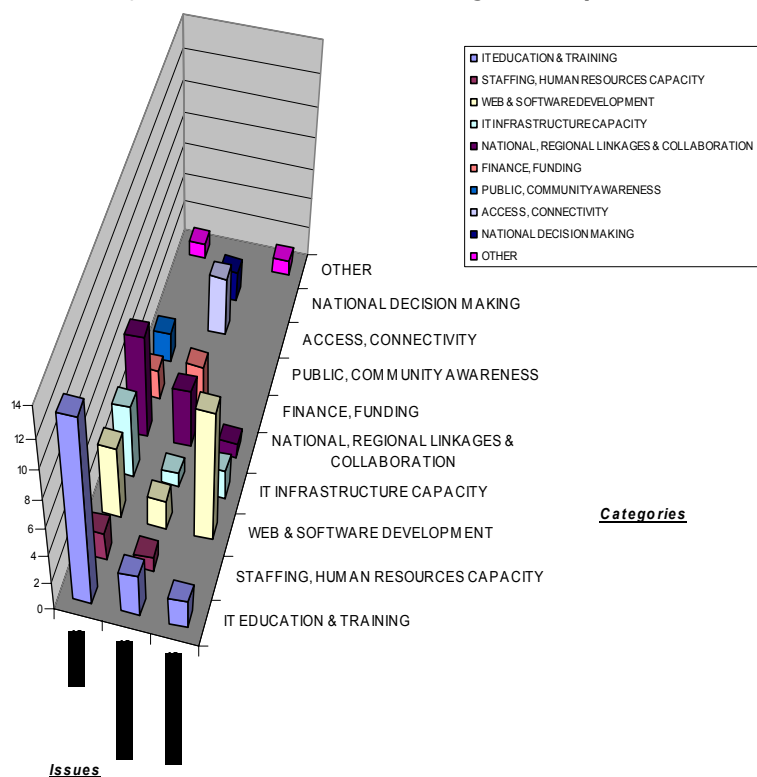 IT EDUCATION & TRAINING
STAFFING, HUMAN RESOURCES CAPACITY
WEB & SOFTWARE DEVELOPMENT
IT INFRASTRUCTURE CAPACITY
NATIONAL, REGIONAL LINKAGES & COLLABORATION
FINANCE, FUNDING
PUBLIC, COMMUNITY AWARENESS
ACCESS, CONNECTIVITY
NATIONAL DECISION MAKING
OTHER
OTHER
NATIONAL DECISION MAKING
ACCESS, CONNECTIVITY
PUBLIC, COMMUNITY AWARENESS
FINANCE, FUNDING
NATIONAL, REGIONAL LINKAGES &
COLLABORATION
IT INFRASTRUCTURE CAPACITY
WEB & SOFTWARE DEVELOPMENT
STAFFING, HUMAN RESOURCES CAPACITY
IT EDUCATION & TRAINING
14
12
10
8
6
4
2
0
Categories
Issues